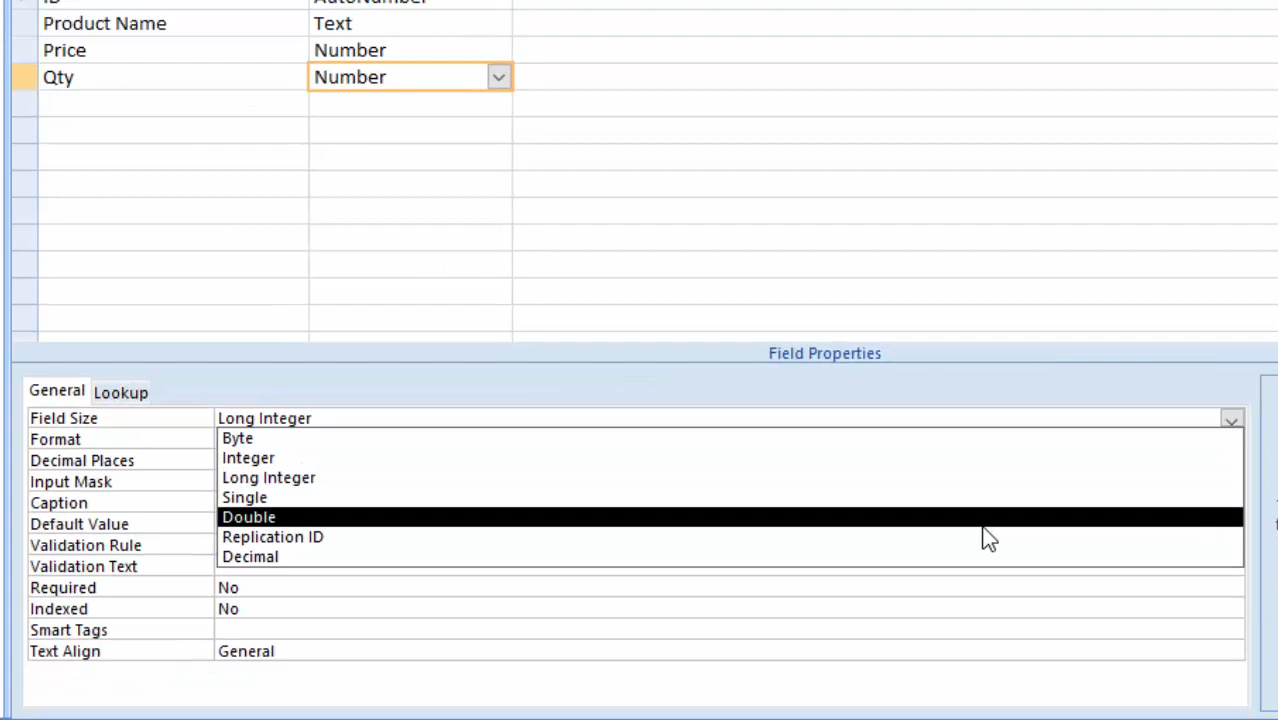 ID AutoNumber
Product Name Text
Price Number
Qty Number
Field Properties
General Lookup
Field Size Long Integer
Format
Byte
Decimal Places
Integer
Input Mask
Long Integer
Caption
Single
Default Value
Double
Validation Rule
Replication ID
Validation Text
Decimal
Required No
Indexed No
Smart Tags
Text Align General